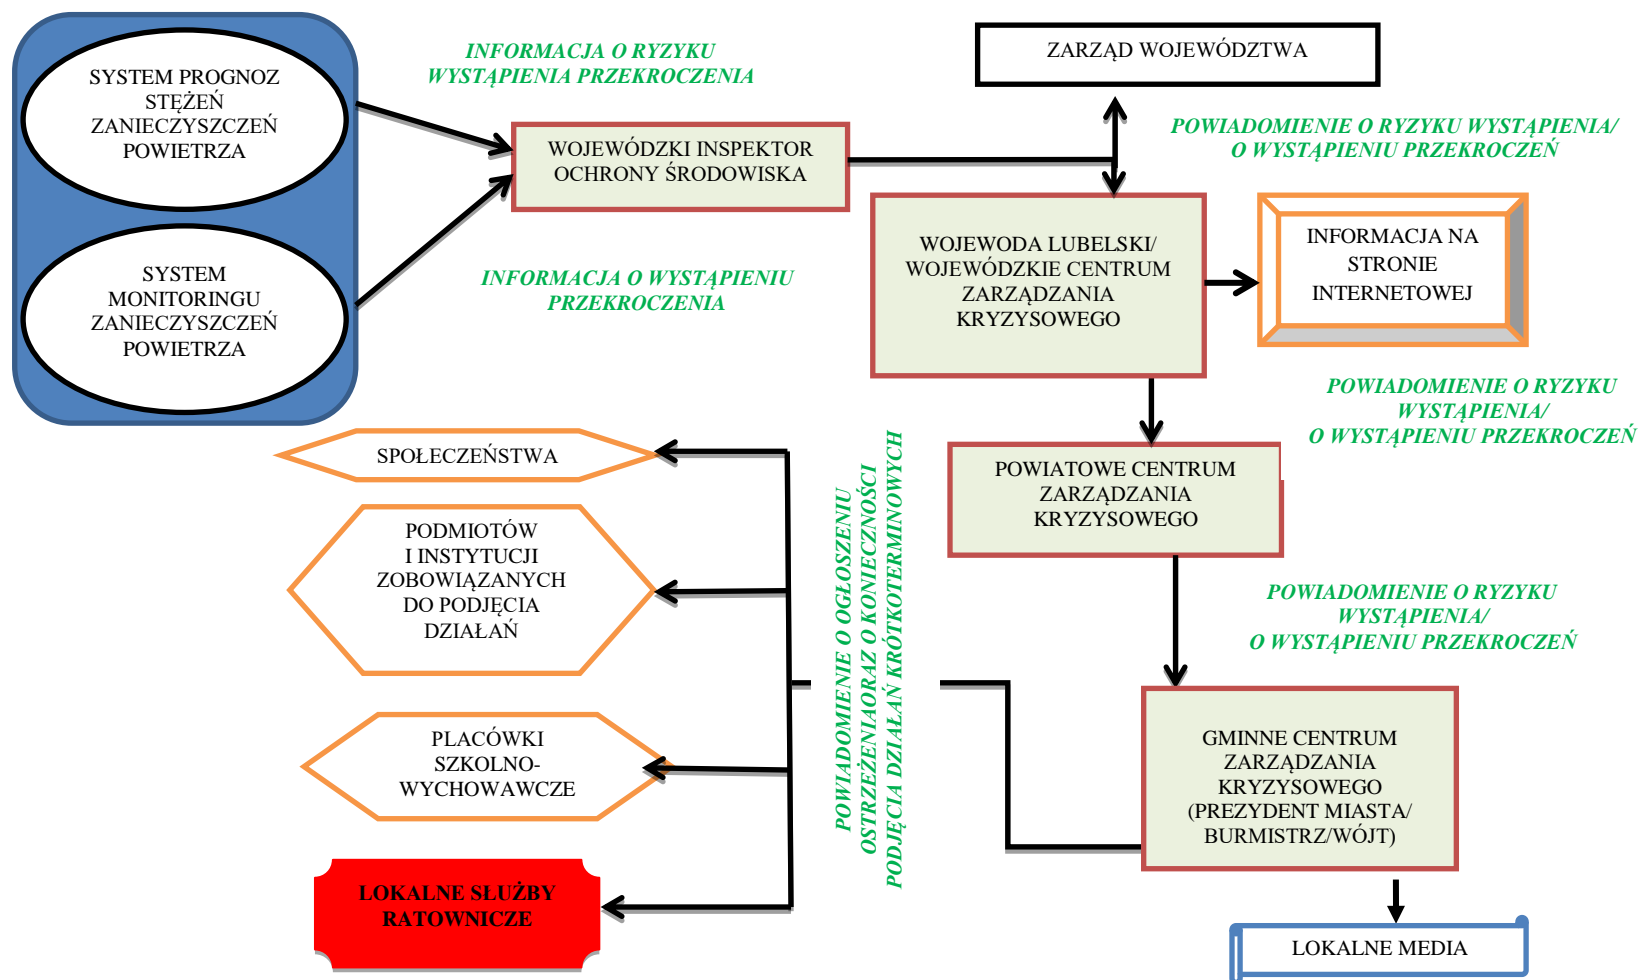 SYSTEM PROGNOZ
STĘŻEŃ
ZANIECZYSZCZEŃ
POWIETRZA
SYSTEM
MONITORINGU
ZANIECZYSZCZEŃ
POWIETRZA
INFORMACJA O RYZYKU
WYSTĄPIENIA PRZEKROCZENIA
INFORMACJA O WYSTĄPIENIU
PRZEKROCZENIA
WOJEWÓDZKI INSPEKTOR
OCHRONY ŚRODOWISKA
ZARZĄD WOJEWÓDZTWA
POWIADOMIENIE O RYZYKU WYSTĄPIENIA/
O WYSTĄPIENIU PRZEKROCZEŃ
WOJEWODA LUBELSKI/
WOJEWÓDZKIE CENTRUM
ZARZĄDZANIA
KRYZYSOWEGO
INFORMACJA NA
STRONIE
INTERNETOWEJ
POWIADOMIENIE O RYZYKU
WYSTĄPIENIA/
O WYSTĄPIENIU PRZEKROCZEŃ
POWIATOWE CENTRUM
ZARZĄDZANIA
KRYZYSOWEGO
POWIADOMIENIE O RYZYKU
WYSTĄPIENIA/
O WYSTĄPIENIU PRZEKROCZEŃ
GMINNE CENTRUM
ZARZĄDZANIA
KRYZYSOWEGO
(PREZYDENT MIASTA/
BURMISTRZ/WÓJT)
LOKALNE MEDIA
POWIADOMIENIE O OGŁOSZENIU
OSTRZEŻENIAORAZ O KONIECZNOŚCI
PODJĘCIA DZIAŁAŃ KRÓTKOTERMINOWYCH
SPOŁECZEŃSTWA
PODMIOTÓW
I INSTYTUCJI
ZOBOWIĄZANYCH
DO PODJĘCIA
DZIAŁAŃ
PLACÓWKI
SZKOLNO-
WYCHOWAWCZE
LOKALNE SŁUŻBY
RATOWNICZE